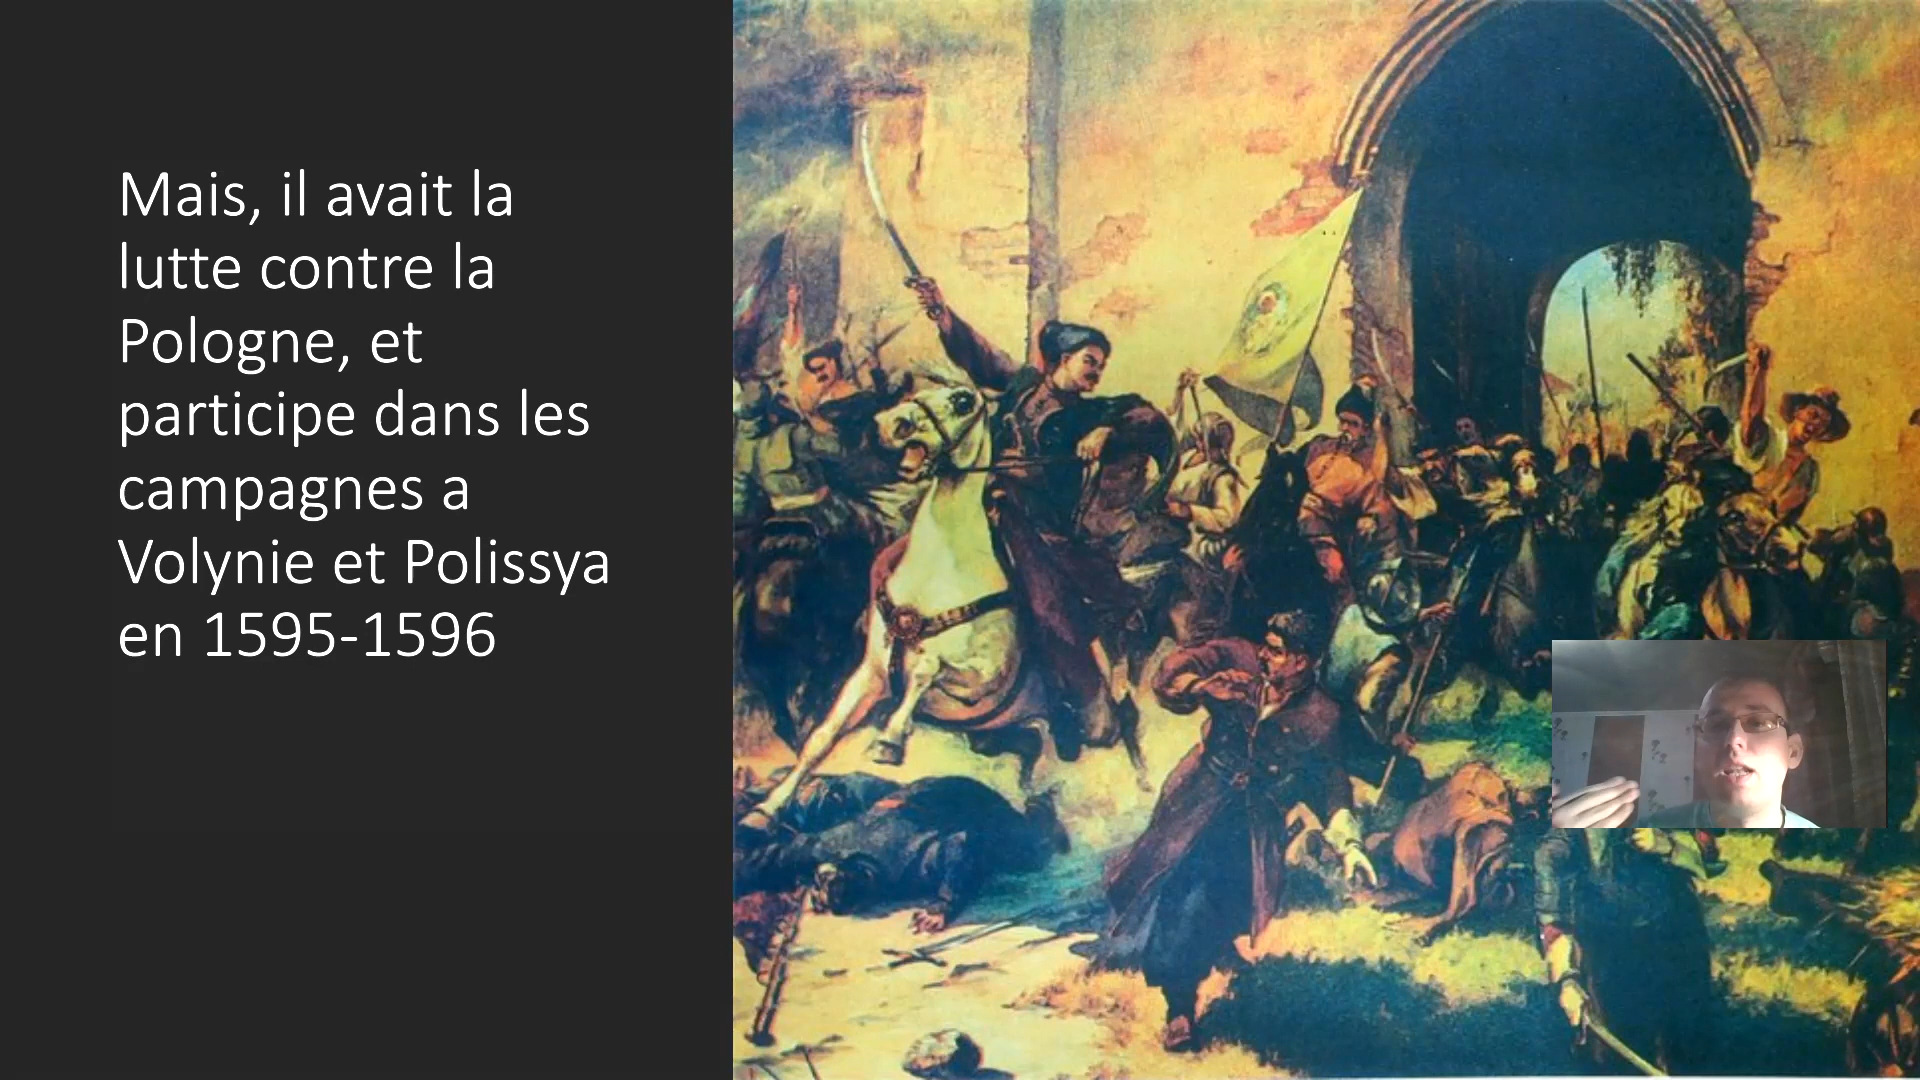 Mais, il avait la
lutte contre la
Pologne, et
participe dans les
campagnes a
Volynie et Polissya
en 1595-1596